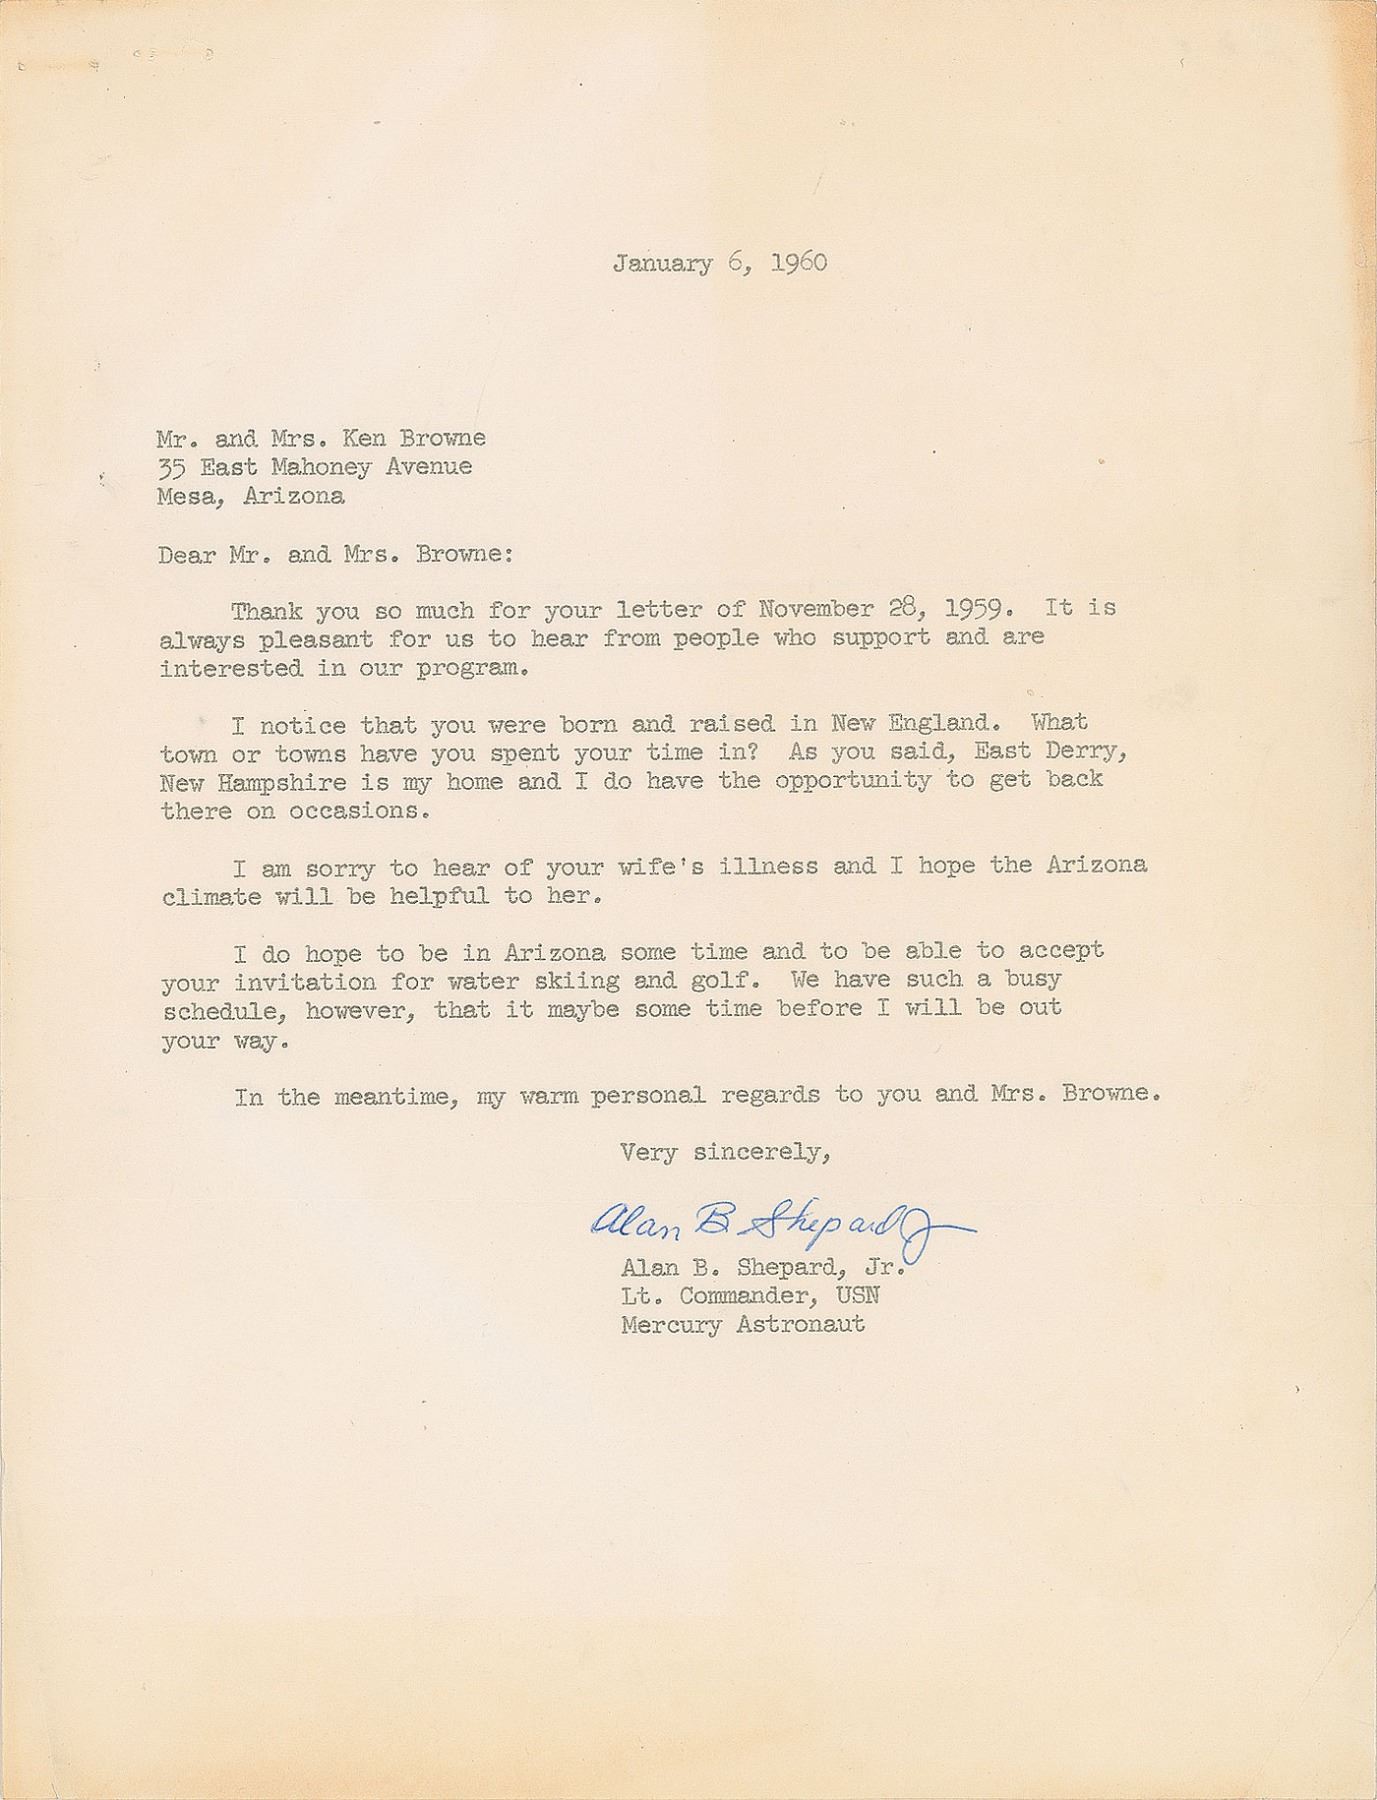 January 6, 1960
Mr. and Mrs. Ken Browne
35 East Mahoney Avenue
Mesa, Arizona
Dear Mr. and Mrs. Browne:
Thank you so much for your letter of November 28, 1959. It is
always pleasant for us to hear from people who support and are
interested in our program.
I notice that you were born and raised in New England. What
town or towns have you spent your time in? As you said, East Derry,
New Hampshire is my home and I do have the opportunity to get back
there on occasions.
I am sorry to hear of your wife's illness and I hope the Arizona
climate will be helpful to her.
I do hope to be in Arizona some time and to be able to accept
your invitation for water skiing and golf. We have such a busy
schedule, however, that it maybe some time before I will be out
your way.
In the meantime, my warm personal regards to you and Mrs. Browne.
Very sincerely,
Alan B Shepard Jr
Alan B. Shepard, Jr.
Lt. Commander, USN
Mercury Astronaut